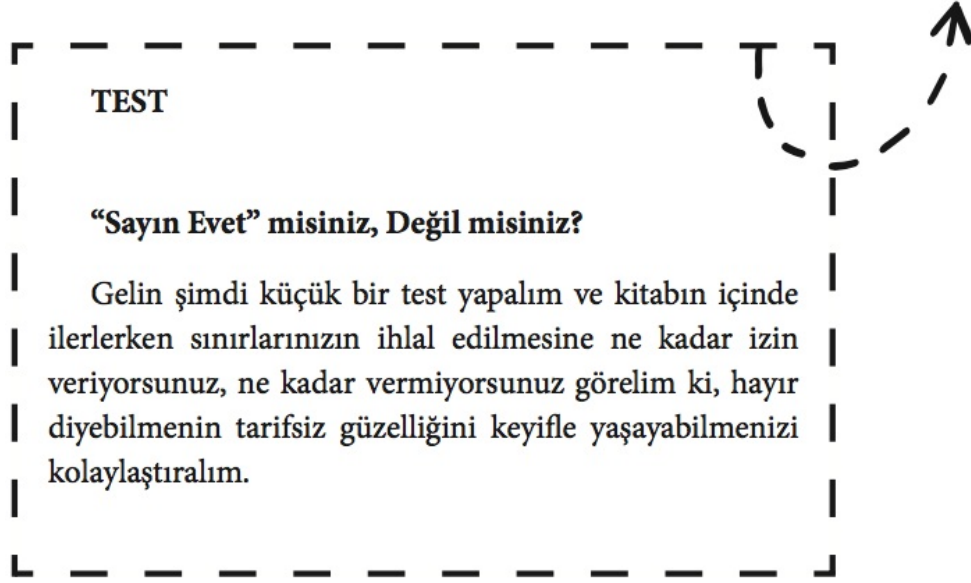 TEST
“Sayın Evet” misiniz, Değil misiniz?
Gelin şimdi küçük bir test yapalım ve kitabın içinde
ilerlerken sınırlarınızın ihlal edilmesine ne kadar izin
veriyorsunuz, ne kadar vermiyorsunuz görelim ki, hayır
diyebilmenin tarifsiz güzelliğini keyifle yaşayabilmenizi
kolaylaştıralım.